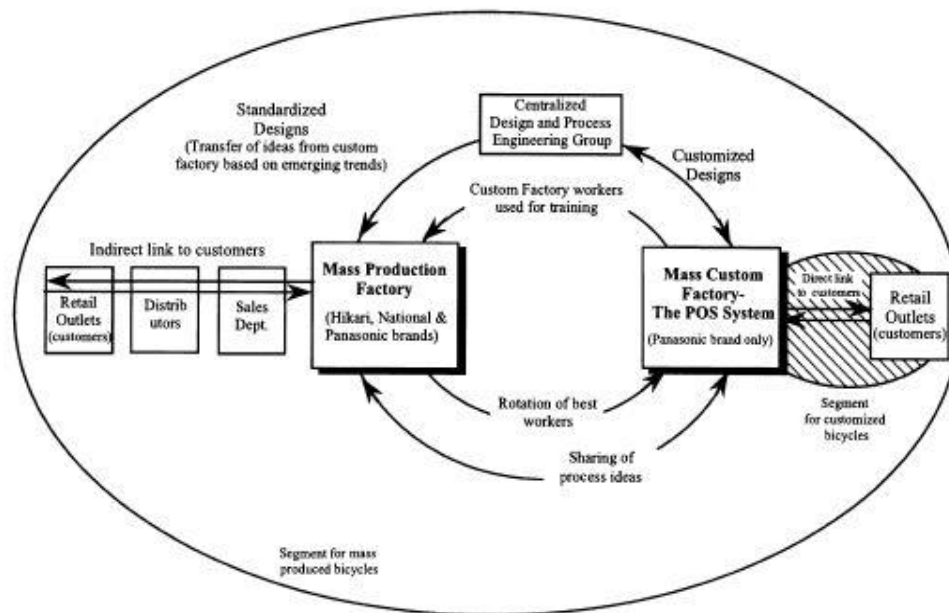 Standardized
Designs
(Transfer of ideas from custom
factory based on emerging trends)
Centralized
Design and Process
Engineering Group
Customized
Designs
Custom Factory workers
used for training
Indirect link to customers
Retail
Outlets
(customers)
Distrib
utors
Sales
Dept.
Mass Production
Factory
(Hikari, National &
Panasonic brands)
Mass Custom
Factory-
The POS System
(Panasonic brand only)
Direct link
to customers
Retail
Outlets
(customers)
Segment
for customized
bicycles
Rotation of best
workers
Sharing of
process ideas
Segment for mass
produced bicycles